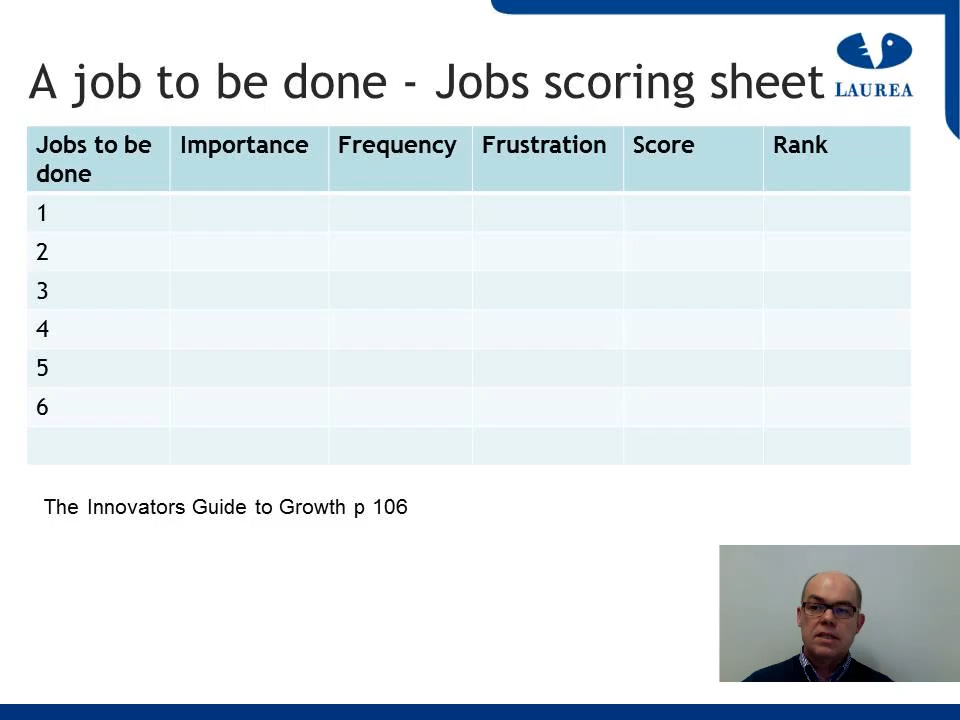 A job to be done - Jobs scoring sheet
LAUREA
Jobs to be done Importance Frequency Frustration Score Rank
1
2
3
4
5
6
The Innovators Guide to Growth p 106